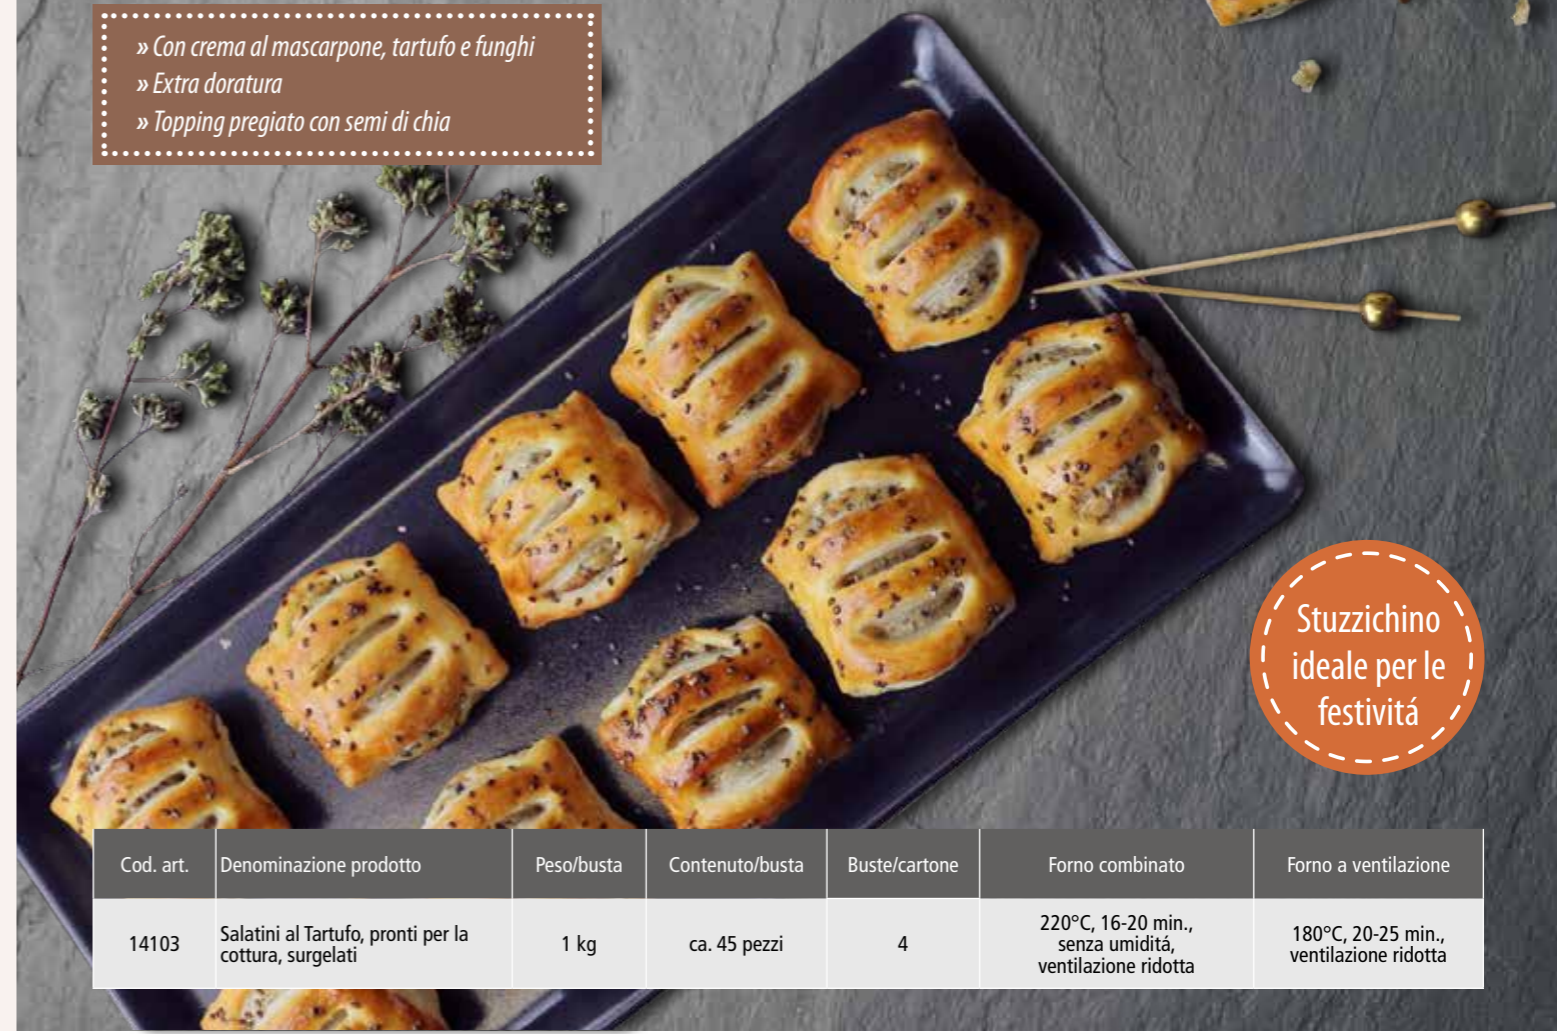 » Con crema al mascarpone, tartufo e funghi
» Extra doratura
» Topping pregiato con semi di chia
Stuzzichino
ideale per le
festivitá
Cod. art. Denominazione prodotto Peso/busta Contenuto/busta Buste/cartone Forno combinato Forno a ventilazione
14103 Salatini al Tartufo, pronti per la cottura, surgelati 1 kg ca. 45 pezzi 4 220°C, 16-20 min., senza umiditá, ventilazione ridotta 180°C, 20-25 min., ventilazione ridotta